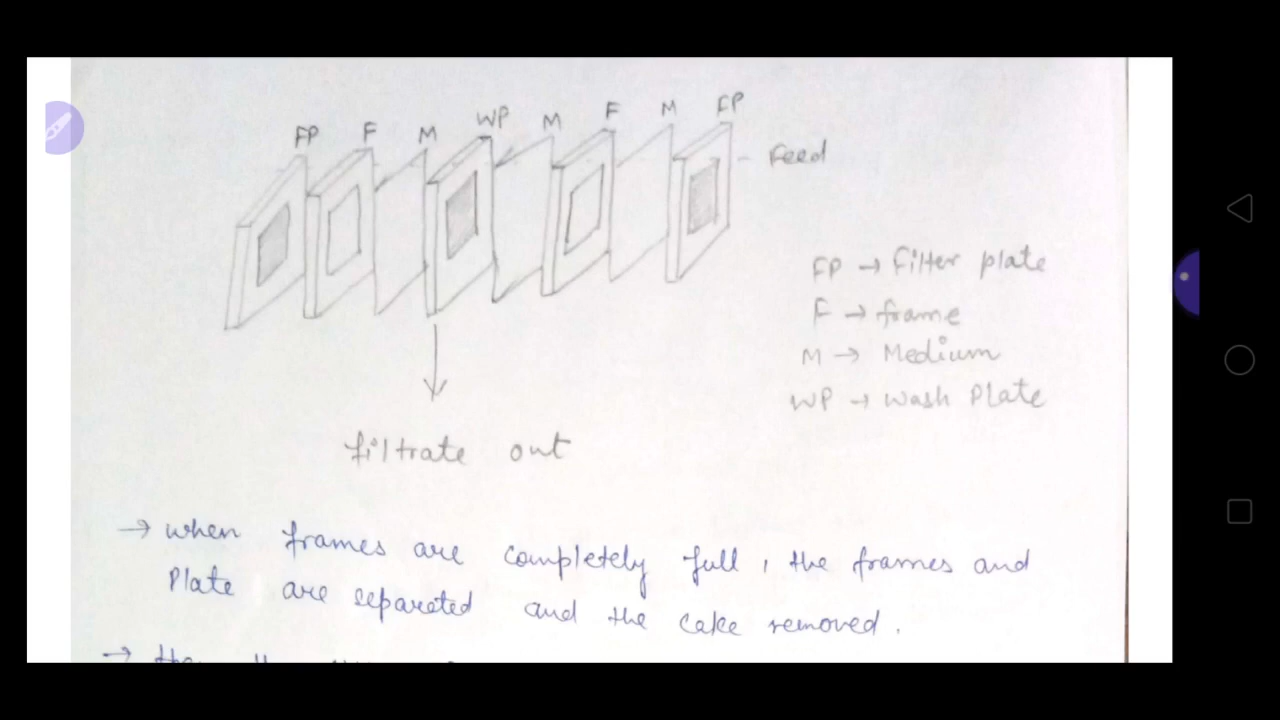 FP F M WP M F M FP
Feed
FP → Filter plate
F → frame
M → Medium
WP → Wash Plate
filtrate out
→ when frames are completely full, the frames and
Plate are separeted and the cake removed.
→